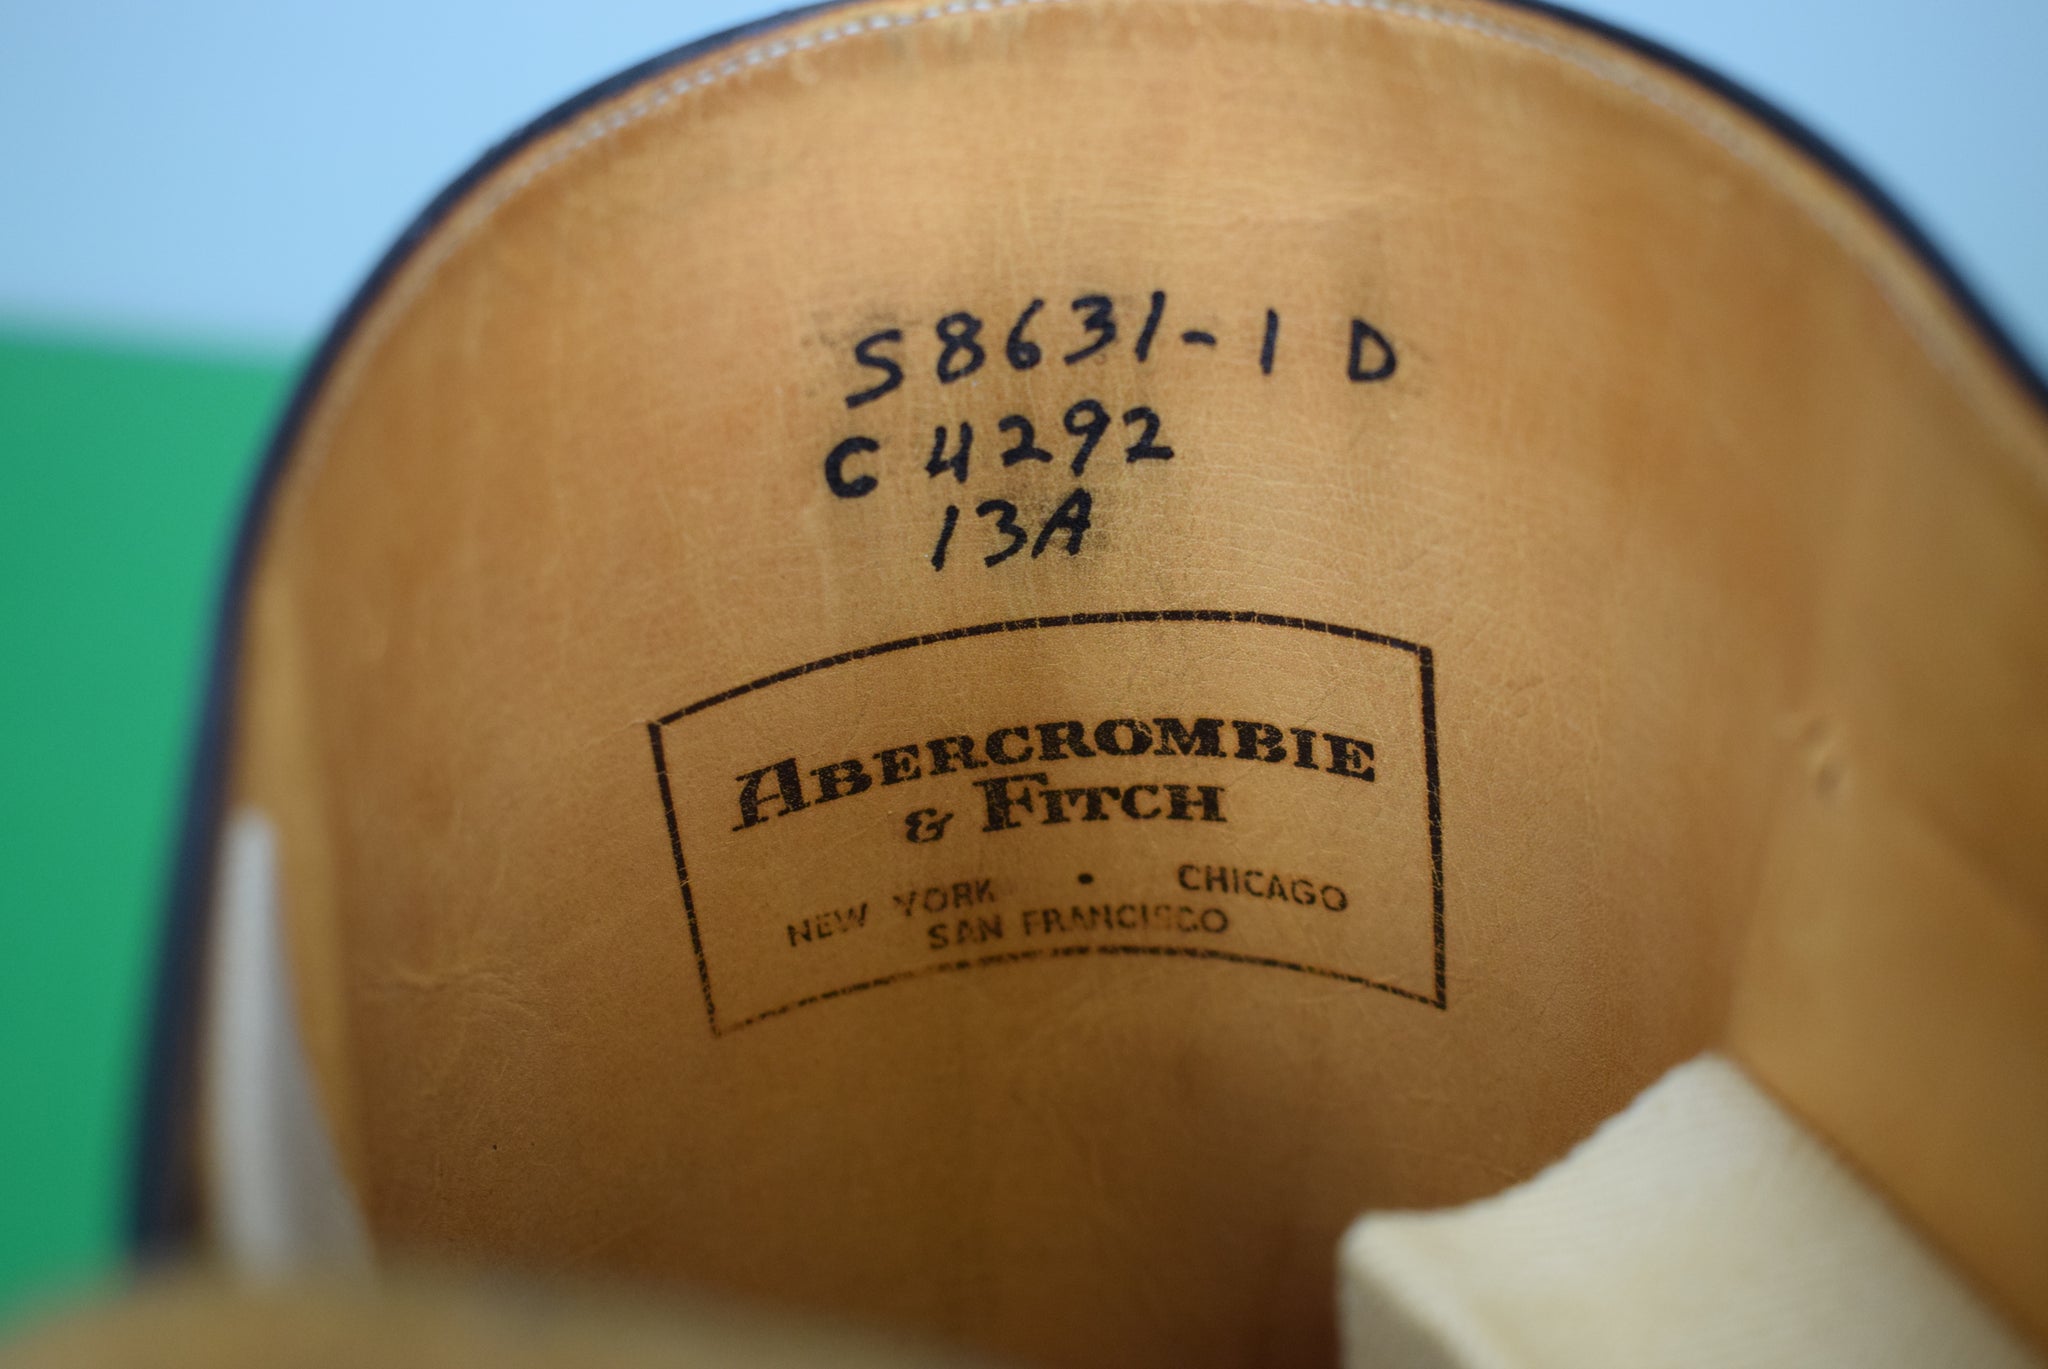 S8631-1 D
C 4292
13A
ABERCROMBIE
& FITCH
NEW YORK • CHICAGO
SAN FRANCISCO